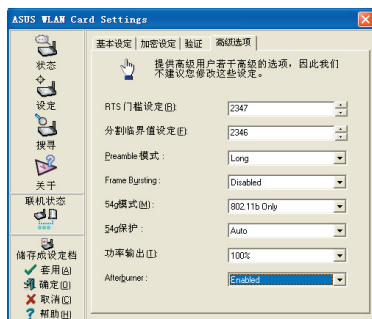 ASUS WLAN Card Settings
状态
设定
搜寻
关于
联机状态
储存成设定档
套用(A)
确定(O)
取消(C)
帮助(H)
基本设定 加密设定 验证 高级选项
提供高级用户若干高级的选项，因此我们
不建议您修改这些设定。
RTS门槛设定(R): 2347
分割临界值设定(F): 2346
Preamble 模式 : Long
Frame Bursting: Disabled
54g模式(M): 802.11b Only
54g保护 : Auto
功率输出(T): 100%
Afterburner : Enabled